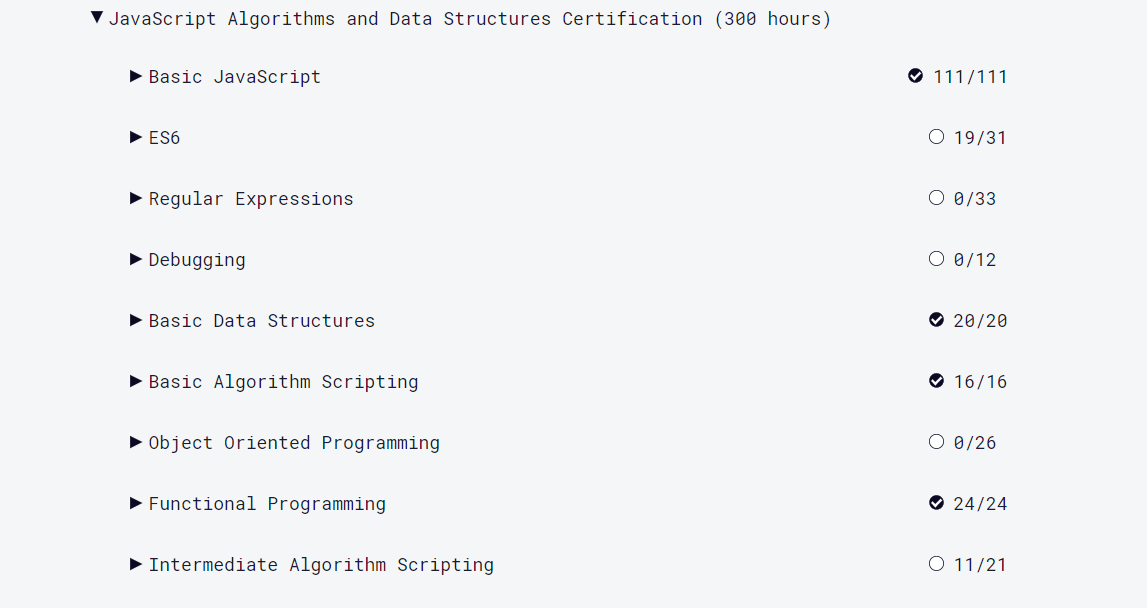 ▼ JavaScript Algorithms and Data Structures Certification (300 hours)
▶ Basic JavaScript 111/111
▶ ES6 19/31
▶ Regular Expressions 0/33
▶ Debugging 0/12
▶ Basic Data Structures 20/20
▶ Basic Algorithm Scripting 16/16
▶ Object Oriented Programming 0/26
▶ Functional Programming 24/24
▶ Intermediate Algorithm Scripting 11/21